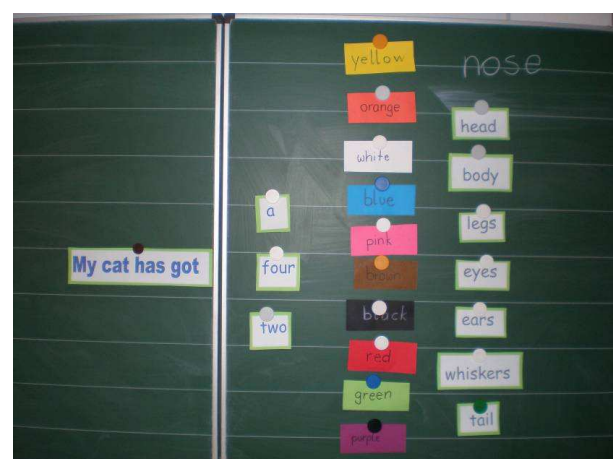 My cat has got
a
four
two
yellow
orange
white
blue
pink
brown
black
red
green
purple
nose
head
body
legs
eyes
ears
whiskers
tail